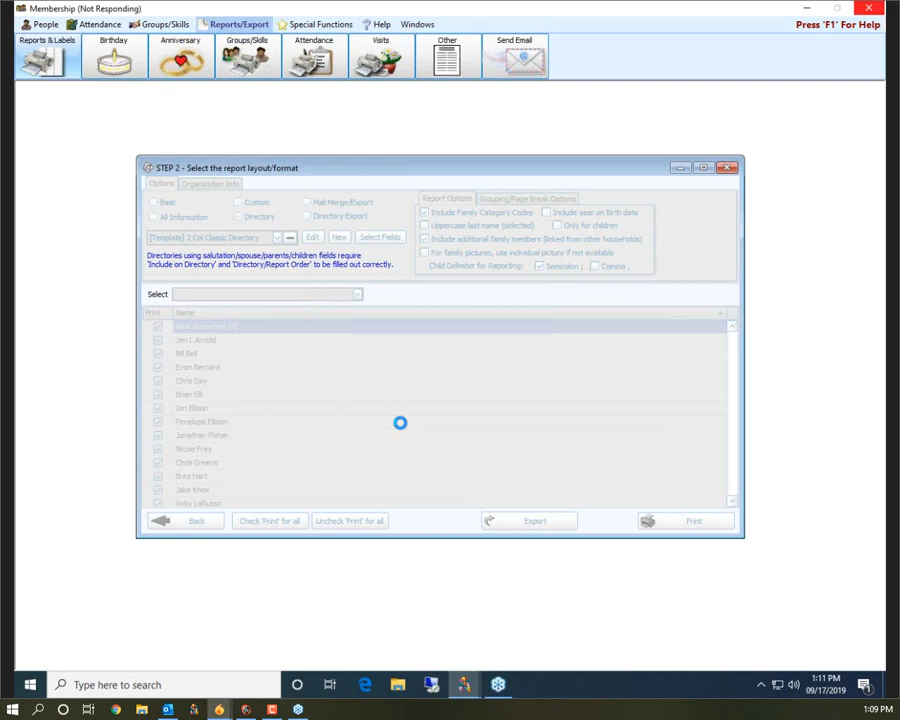 Membership (Not Responding)
People Attendance Groups/Skills Reports/Export Special Functions Help Windows Press 'F1' For Help
Reports & Labels Birthday Anniversary Groups/Skills Attendance Visits Other Send Email
STEP 2 - Select the report layout/format
Options Organization Info
Basic Custom Mail Merge/Export
All Information Directory Directory Export
[Template] 2 Col Classic Directory Edit New Select Fields
Directories using salutation/spouse/parents/children fields require
'Include on Directory' and 'Directory/Report Order' to be filled out correctly.
Report Options Grouping/Page Break Options
Include Family Category Codes Include year on Birth date
Uppercase last name (selected) Only for children
Include additional family members (linked from other households)
For family pictures, use individual picture if not available
Child Delimiter for Reporting: Semicolon ; Comma ,
Select
Print Name
Jen L Arnold
Bill Bell
Evan Bernard
Chris Day
Brian Elli
Ian Ellison
Penelope Ellison
Jonathan Fisher
Nicole Frey
Chris Greene
Brea Hart
Jake Knox
Vicky LaRusso
Back Check 'Print' for all Uncheck 'Print' for all Export Print
Type here to search
1:11 PM
09/17/2019
1
1:09 PM